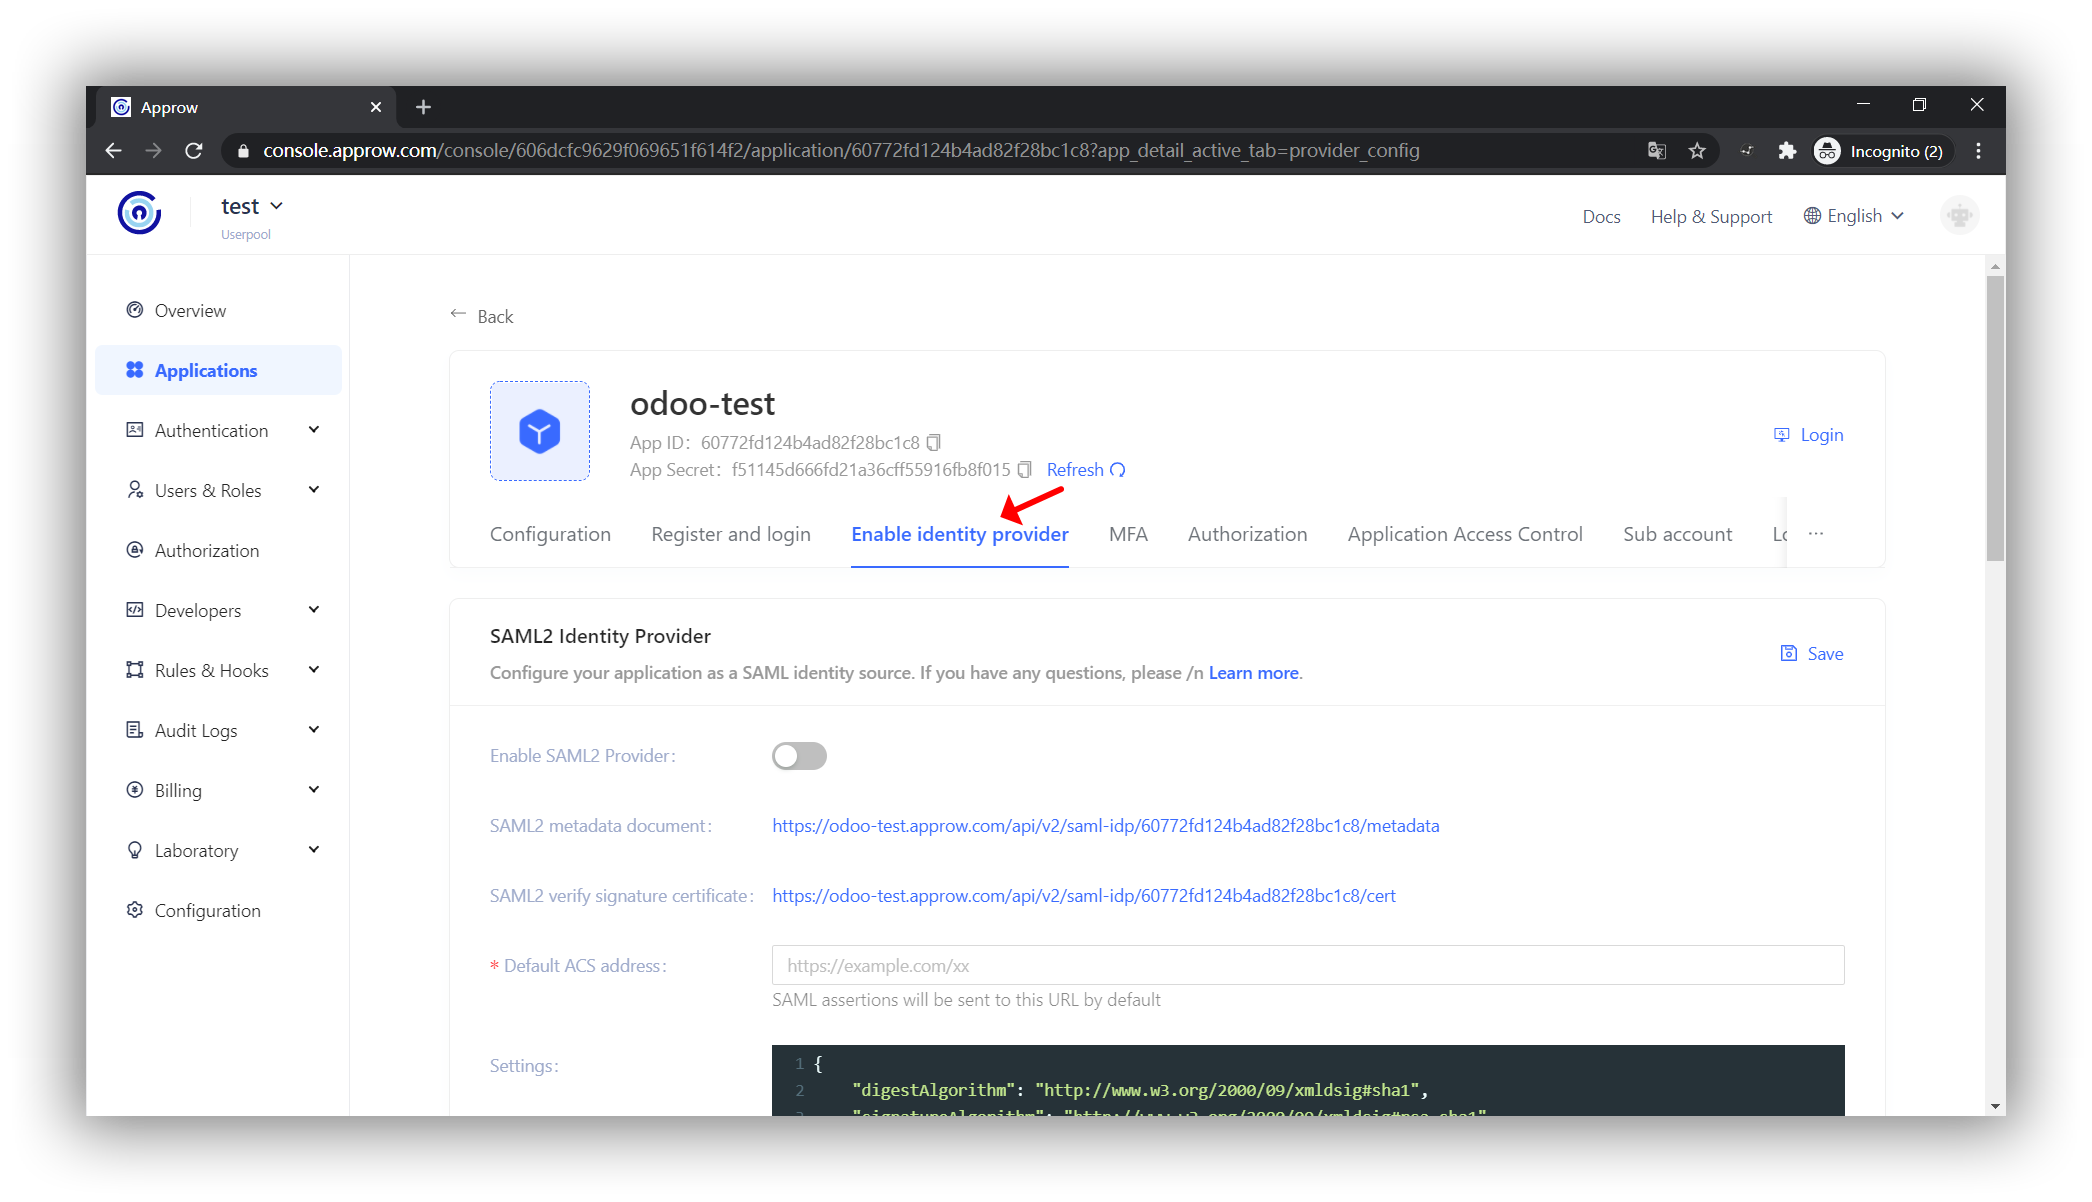 Approw
console.approw.com/console/606dcfc9629f069651f614f2/application/60772fd124b4ad82f28bc1c8?app_detail_active_tab=provider_config
Incognito (2)
test
Userpool
Docs
Help & Support
English
Overview
Applications
Authentication
Users & Roles
Authorization
Developers
Rules & Hooks
Audit Logs
Billing
Laboratory
Configuration
Back
odoo-test
App ID: 60772fd124b4ad82f28bc1c8
App Secret: f51145d666fd21a36cff55916fb8f015 Refresh
Login
Configuration Register and login Enable identity provider MFA Authorization Application Access Control Sub account ···
SAML2 Identity Provider
Configure your application as a SAML identity source. If you have any questions, please /n Learn more.
Save
Enable SAML2 Provider:
SAML2 metadata document: https://odoo-test.approw.com/api/v2/saml-idp/60772fd124b4ad82f28bc1c8/metadata
SAML2 verify signature certificate: https://odoo-test.approw.com/api/v2/saml-idp/60772fd124b4ad82f28bc1c8/cert
* Default ACS address: https://example.com/xx
SAML assertions will be sent to this URL by default
Settings:
1 {
2 "digestAlgorithm": "http://www.w3.org/2000/09/xmldsig#sha1",